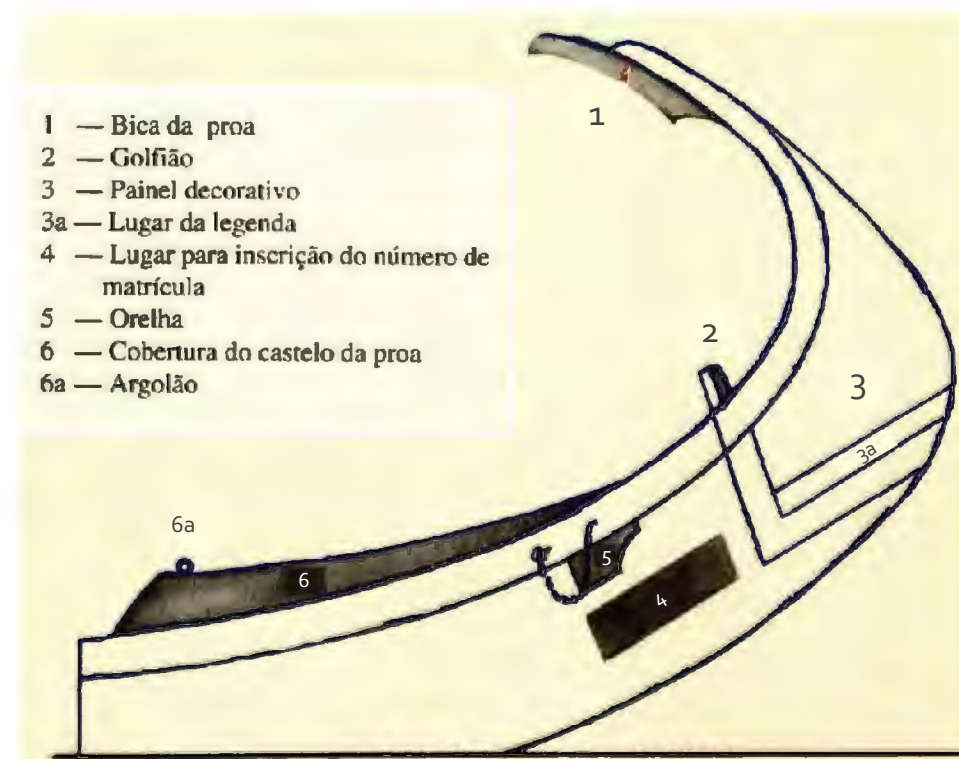 1 — Bica da proa
2 — Golfião
3 — Painel decorativo
3a — Lugar da legenda
4 — Lugar para inscrição do número de
matrícula
5 — Orelha
6 — Cobertura do castelo da proa
6a — Argolão
1
2
3
3a
6a
5
6
4